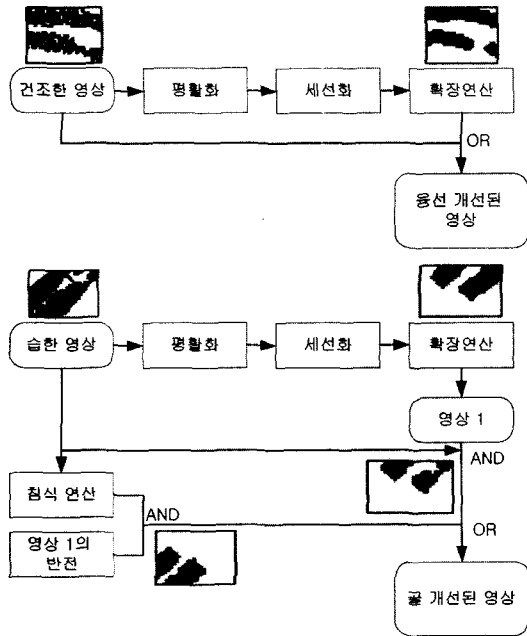 건조한 영상
평활화
세선화
확장연산
OR
융선 개선된
영상
습한 영상
평활화
세선화
확장연산
영상 1
AND
침식 연산
AND
영상 1의
반전
OR
골 개선된 영상